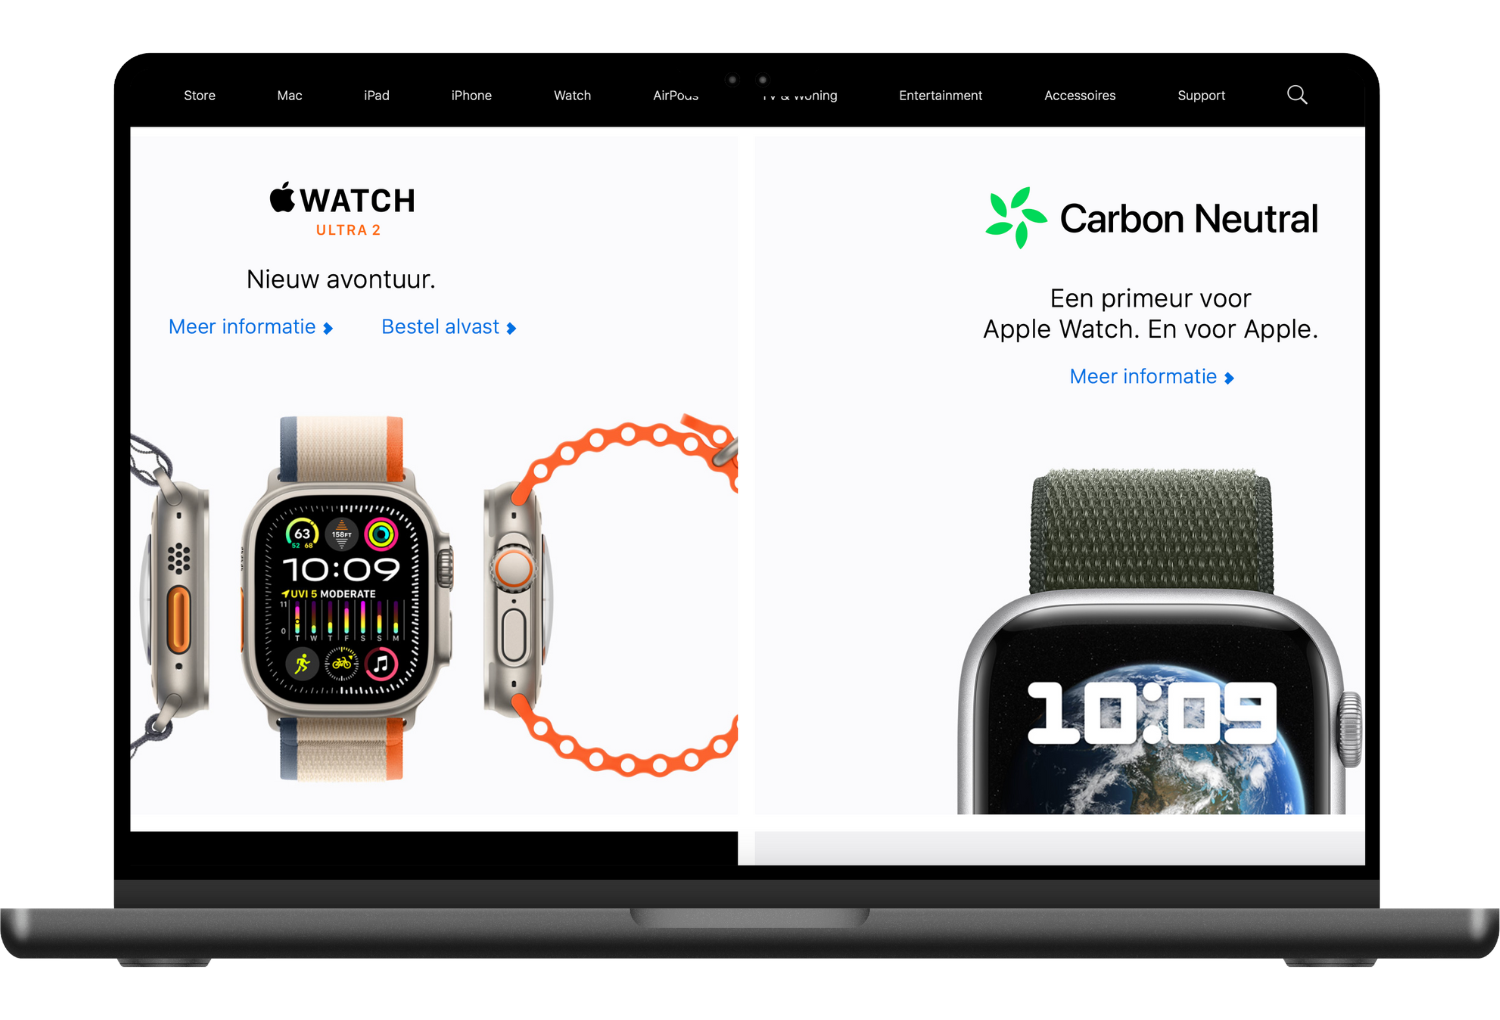 Store Mac iPad iPhone Watch AirPods TV & Woning Entertainment Accessoires Support
WATCH
ULTRA 2
Nieuw avontuur.
Meer informatie Bestel alvast
63
52 68
158FT
10:09
UVI 5 MODERATE
11
0
T W T F S S M
Carbon Neutral
Een primeur voor
Apple Watch. En voor Apple.
Meer informatie
10:09